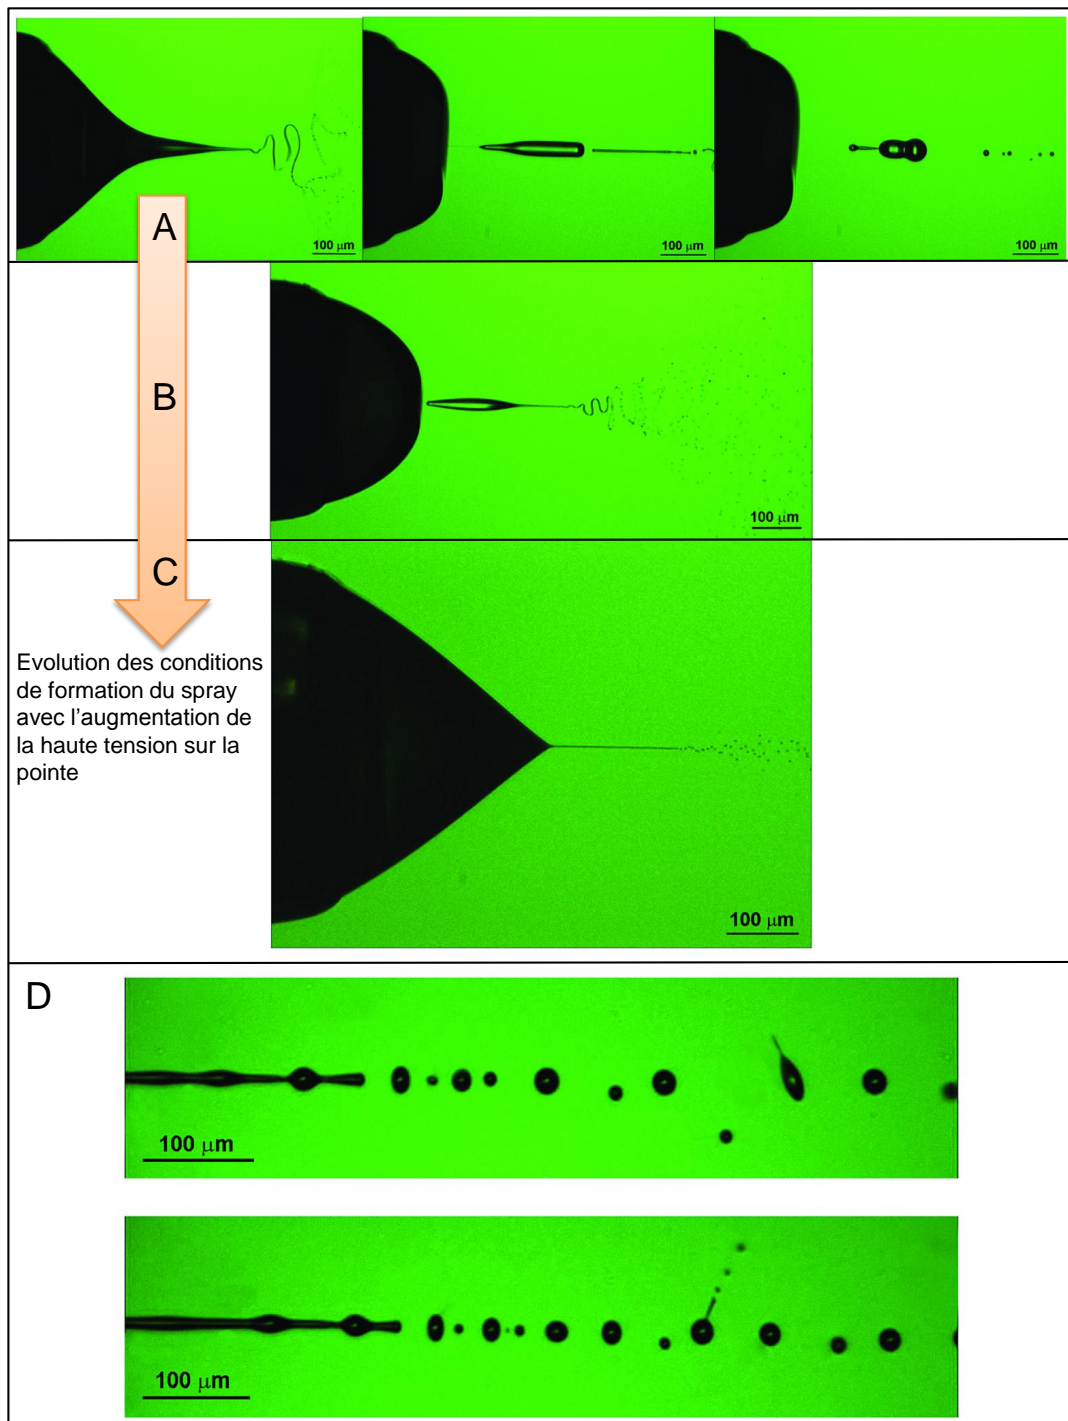 A
100 μm
100 μm
100 μm
B
100 μm
C
Evolution des conditions
de formation du spray
avec l'augmentation de
la haute tension sur la
pointe
100 μm
D
100 μm
100 μm